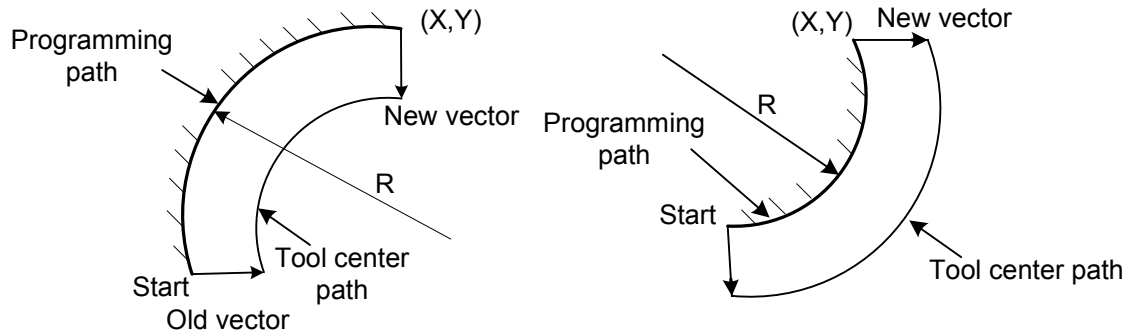 Programming
path
(X,Y)
New vector
R
Tool center
path
Start
Old vector
(X,Y)
New vector
R
Programming
path
Start
Tool center path